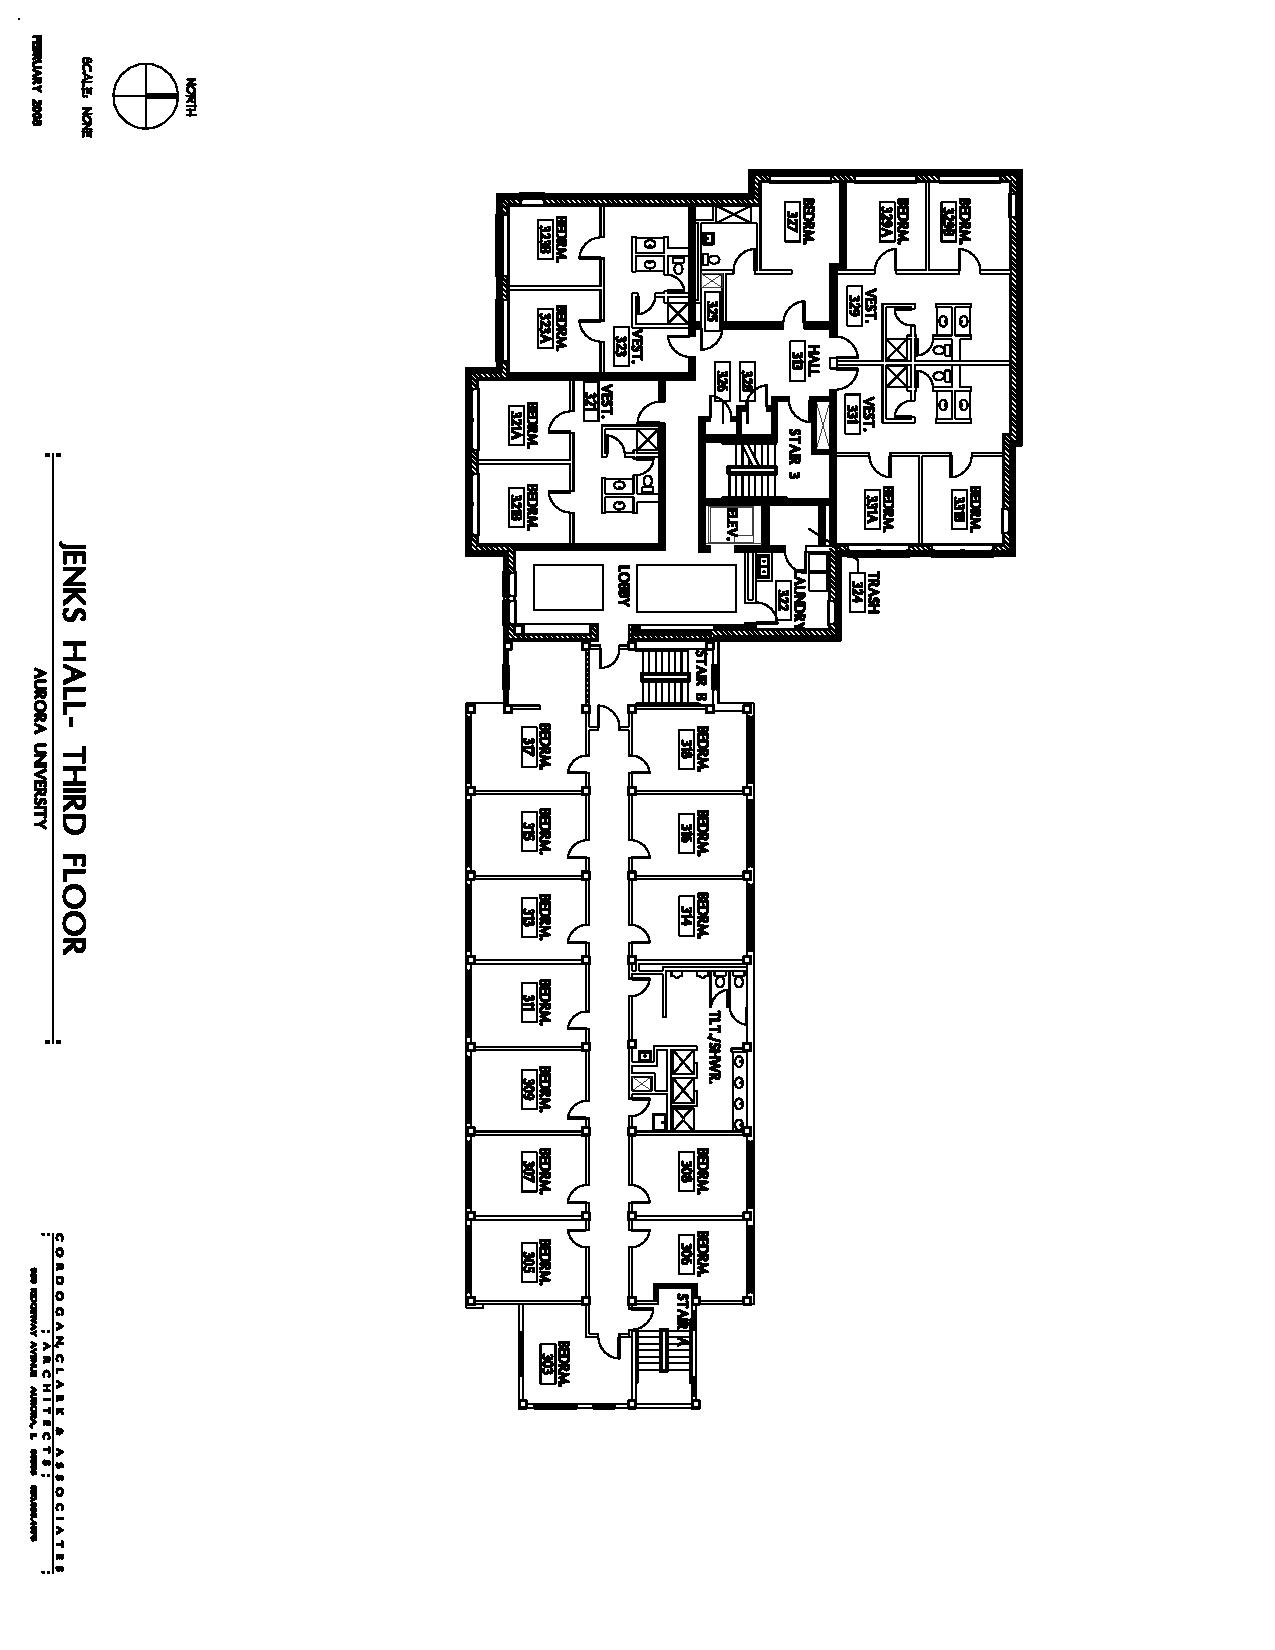 NORTH
SCALE: NONE
FEBRUARY 2008
BEDRM.
329B
BEDRM.
329A
BEDRM.
327
VEST.
329
HALL
313
325
BEDRM.
323B
BEDRM.
323A
VEST.
323
VEST.
331
328
326
STAIR 3
VEST.
321
BEDRM.
321A
BEDRM.
321B
BEDRM.
331B
BEDRM.
331A
ELEV.
TRASH
324
LAUNDRY
322
LOBBY
STAIR B
BEDRM.
318
BEDRM.
317
BEDRM.
316
BEDRM.
315
BEDRM.
314
BEDRM.
313
BEDRM.
311
TLT./SHWR.
BEDRM.
309
BEDRM.
308
BEDRM.
307
BEDRM.
306
BEDRM.
305
STAIR A
BEDRM.
303
JENKS HALL- THIRD FLOOR
AURORA UNIVERSITY
CORDOGAN, CLARK & ASSOCIATES
: ARCHITECTS :